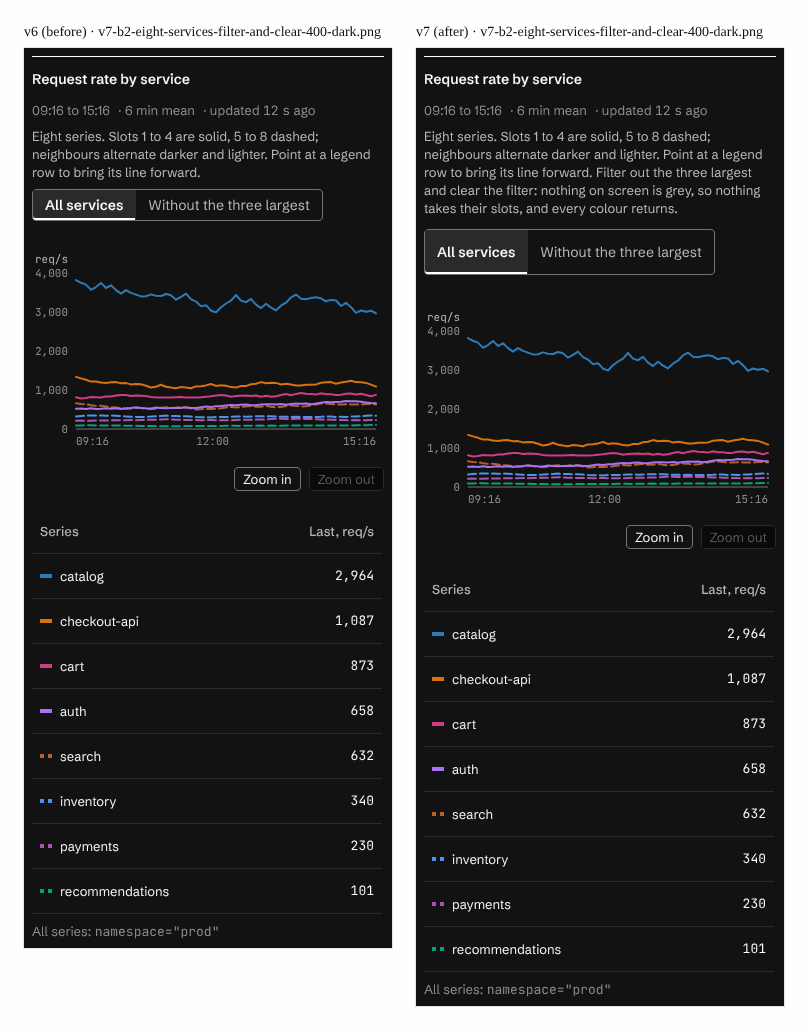 v6 (before) · v7-b2-eight-services-filter-and-clear-400-dark.png
Request rate by service
09:16 to 15:16 · 6 min mean · updated 12 s ago
Eight series. Slots 1 to 4 are solid, 5 to 8 dashed;
neighbours alternate darker and lighter. Point at a legend
row to bring its line forward.
All services Without the three largest
req/s
4,000
3,000
2,000
1,000
0
09:16 12:00 15:16
Zoom in Zoom out
Series Last, req/s
catalog 2,964
checkout-api 1,087
cart 873
auth 658
search 632
inventory 340
payments 230
recommendations 101
All series: namespace="prod"
v7 (after) · v7-b2-eight-services-filter-and-clear-400-dark.png
Request rate by service
09:16 to 15:16 · 6 min mean · updated 12 s ago
Eight series. Slots 1 to 4 are solid, 5 to 8 dashed;
neighbours alternate darker and lighter. Point at a legend
row to bring its line forward. Filter out the three largest
and clear the filter: nothing on screen is grey, so nothing
takes their slots, and every colour returns.
All services Without the three largest
req/s
4,000
3,000
2,000
1,000
0
09:16 12:00 15:16
Zoom in Zoom out
Series Last, req/s
catalog 2,964
checkout-api 1,087
cart 873
auth 658
search 632
inventory 340
payments 230
recommendations 101
All series: namespace="prod"